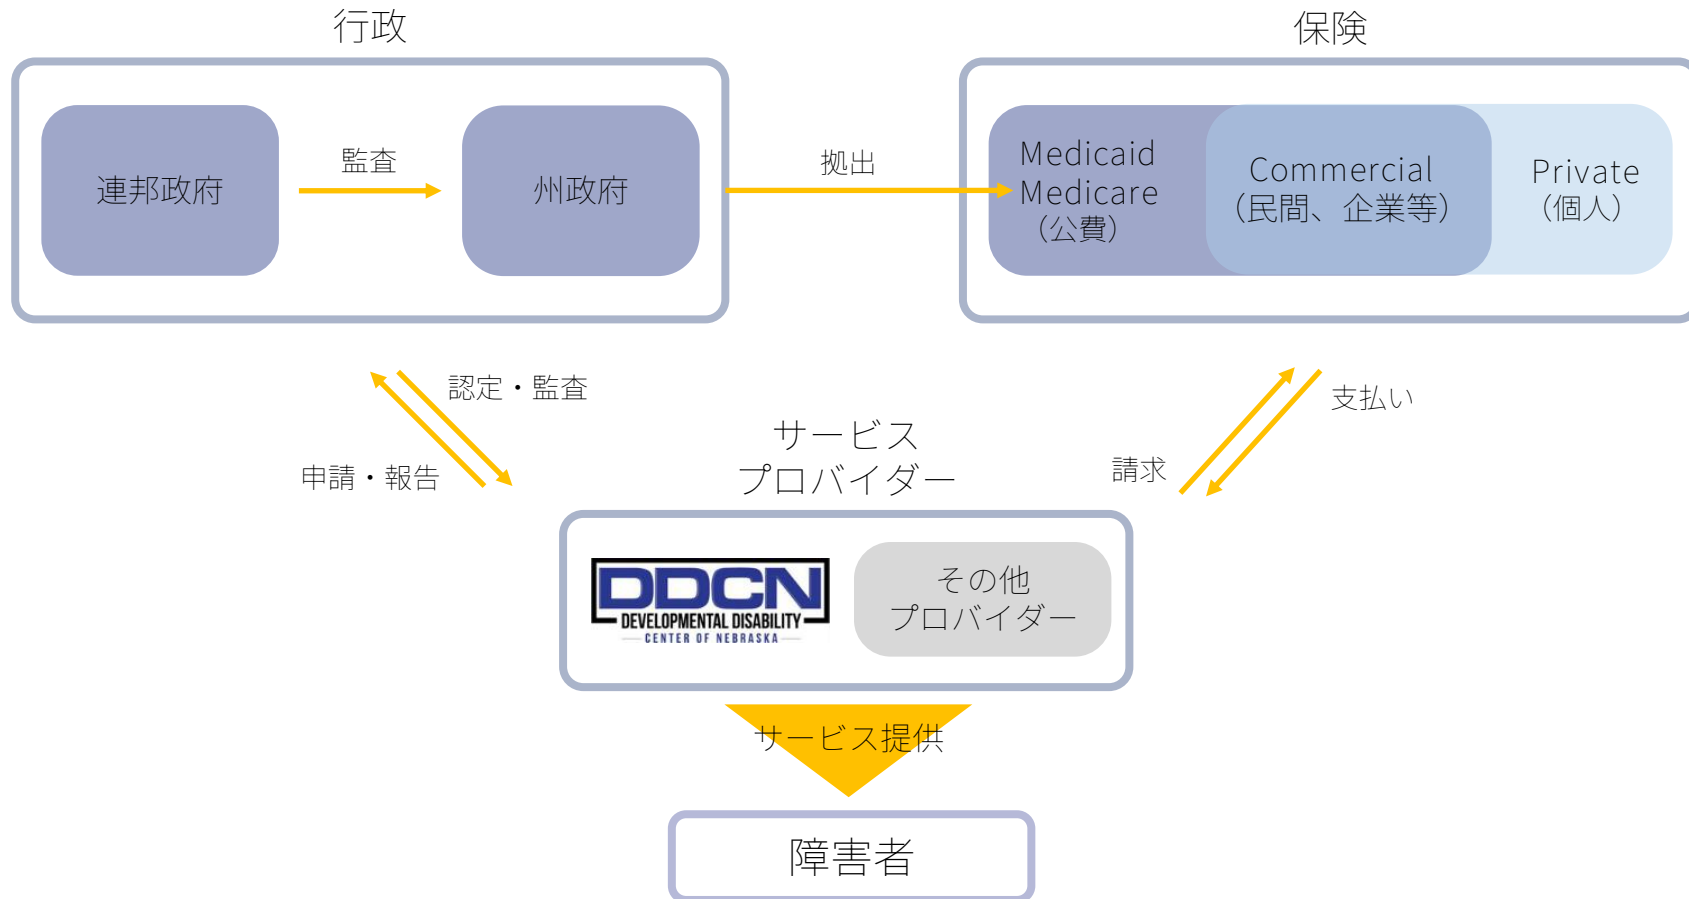 行政
保険
連邦政府
監査
州政府
拠出
Medicaid
Medicare
（公費）
Commercial
（民間、企業等）
Private
（個人）
認定・監査
申請・報告
サービス
プロバイダー
請求
支払い
DDCN
DEVELOPMENTAL DISABILITY
CENTER OF NEBRASKA
その他
プロバイダー
サービス提供
障害者